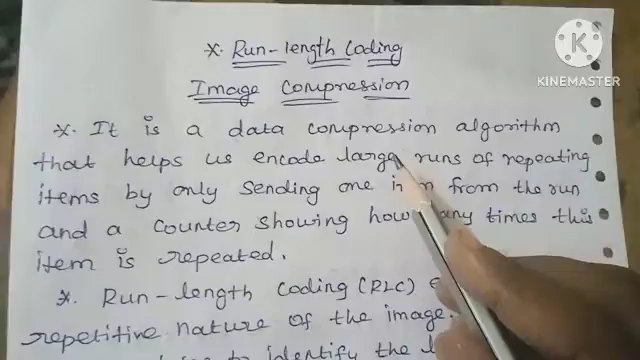 * Run-length Coding
Image Compression
* It is a data compression algorithm
that helps us encode large runs of repeating
items by only sending one from the run
and a counter showing how times this
item is repeated.
* Run-length coding (RLC)
repetitive nature of the image.
to identify the
K
KINEMASTER